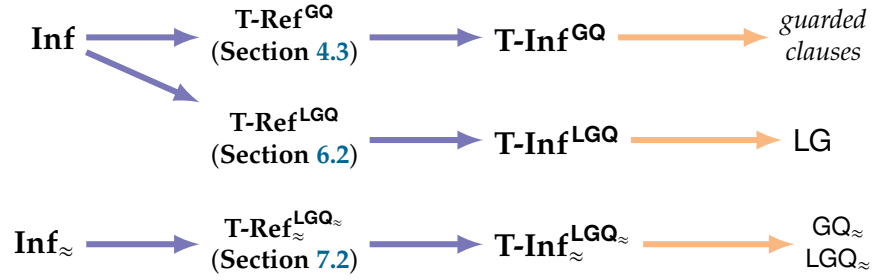 Inf T-Ref^GQ (Section 4.3) T-Inf^GQ guarded clauses
T-Ref^LGQ (Section 6.2) T-Inf^LGQ LG
Inf≈ T-Ref≈^LGQ≈ (Section 7.2) T-Inf≈^LGQ≈ GQ≈ LGQ≈